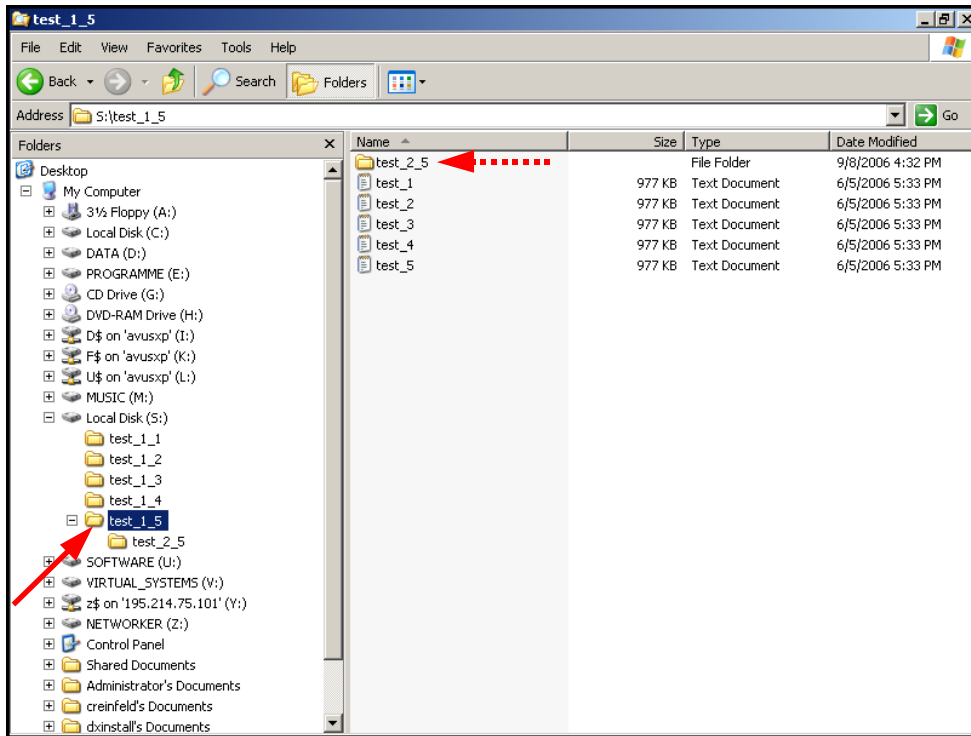 test_1_5
File Edit View Favorites Tools Help
Back Search Folders
Address S:\test_1_5 Go
Folders
Desktop
My Computer
3½ Floppy (A:)
Local Disk (C:)
DATA (D:)
PROGRAMME (E:)
CD Drive (G:)
DVD-RAM Drive (H:)
D$ on 'avusxp' (I:)
F$ on 'avusxp' (K:)
U$ on 'avusxp' (L:)
MUSIC (M:)
Local Disk (S:)
test_1_1
test_1_2
test_1_3
test_1_4
test_1_5
test_2_5
SOFTWARE (U:)
VIRTUAL_SYSTEMS (V:)
z$ on '195.214.75.101' (Y:)
NETWORKER (Z:)
Control Panel
Shared Documents
Administrator's Documents
creinfeld's Documents
dxinstall's Documents
Name Size Type Date Modified
test_2_5 File Folder 9/8/2006 4:32 PM
test_1 977 KB Text Document 6/5/2006 5:33 PM
test_2 977 KB Text Document 6/5/2006 5:33 PM
test_3 977 KB Text Document 6/5/2006 5:33 PM
test_4 977 KB Text Document 6/5/2006 5:33 PM
test_5 977 KB Text Document 6/5/2006 5:33 PM